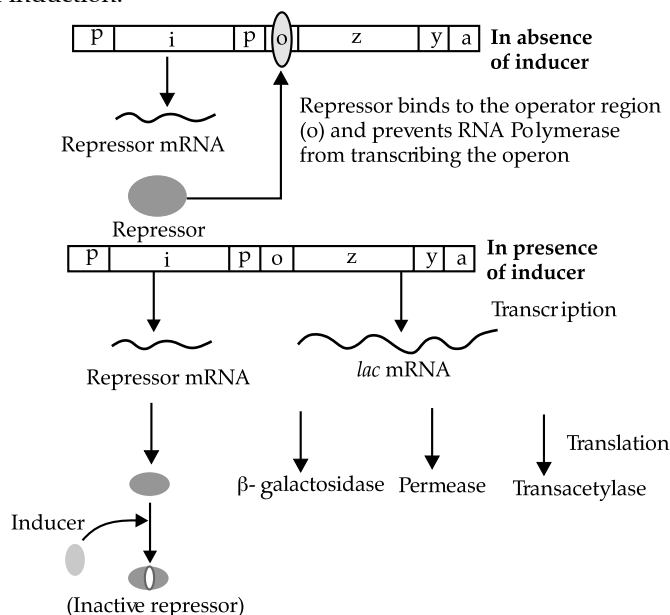 p i p o z y a
In absence
of inducer
Repressor binds to the operator region
(o) and prevents RNA Polymerase
from transcribing the operon
Repressor mRNA
Repressor
p i p o z y a
In presence
of inducer
Transcription
Repressor mRNA
lac mRNA
Translation
β- galactosidase
Permease
Transacetylase
Inducer
(Inactive repressor)